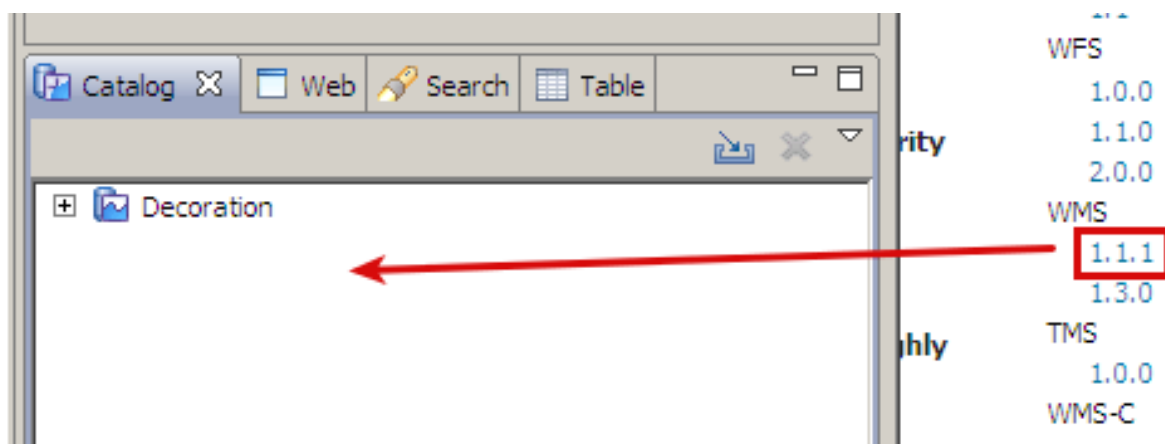 WFS
Catalog Web Search Table
1.0.0
rity
1.1.0
2.0.0
Decoration
WMS
1.1.1
1.3.0
TMS
ghly
1.0.0
WMS-C